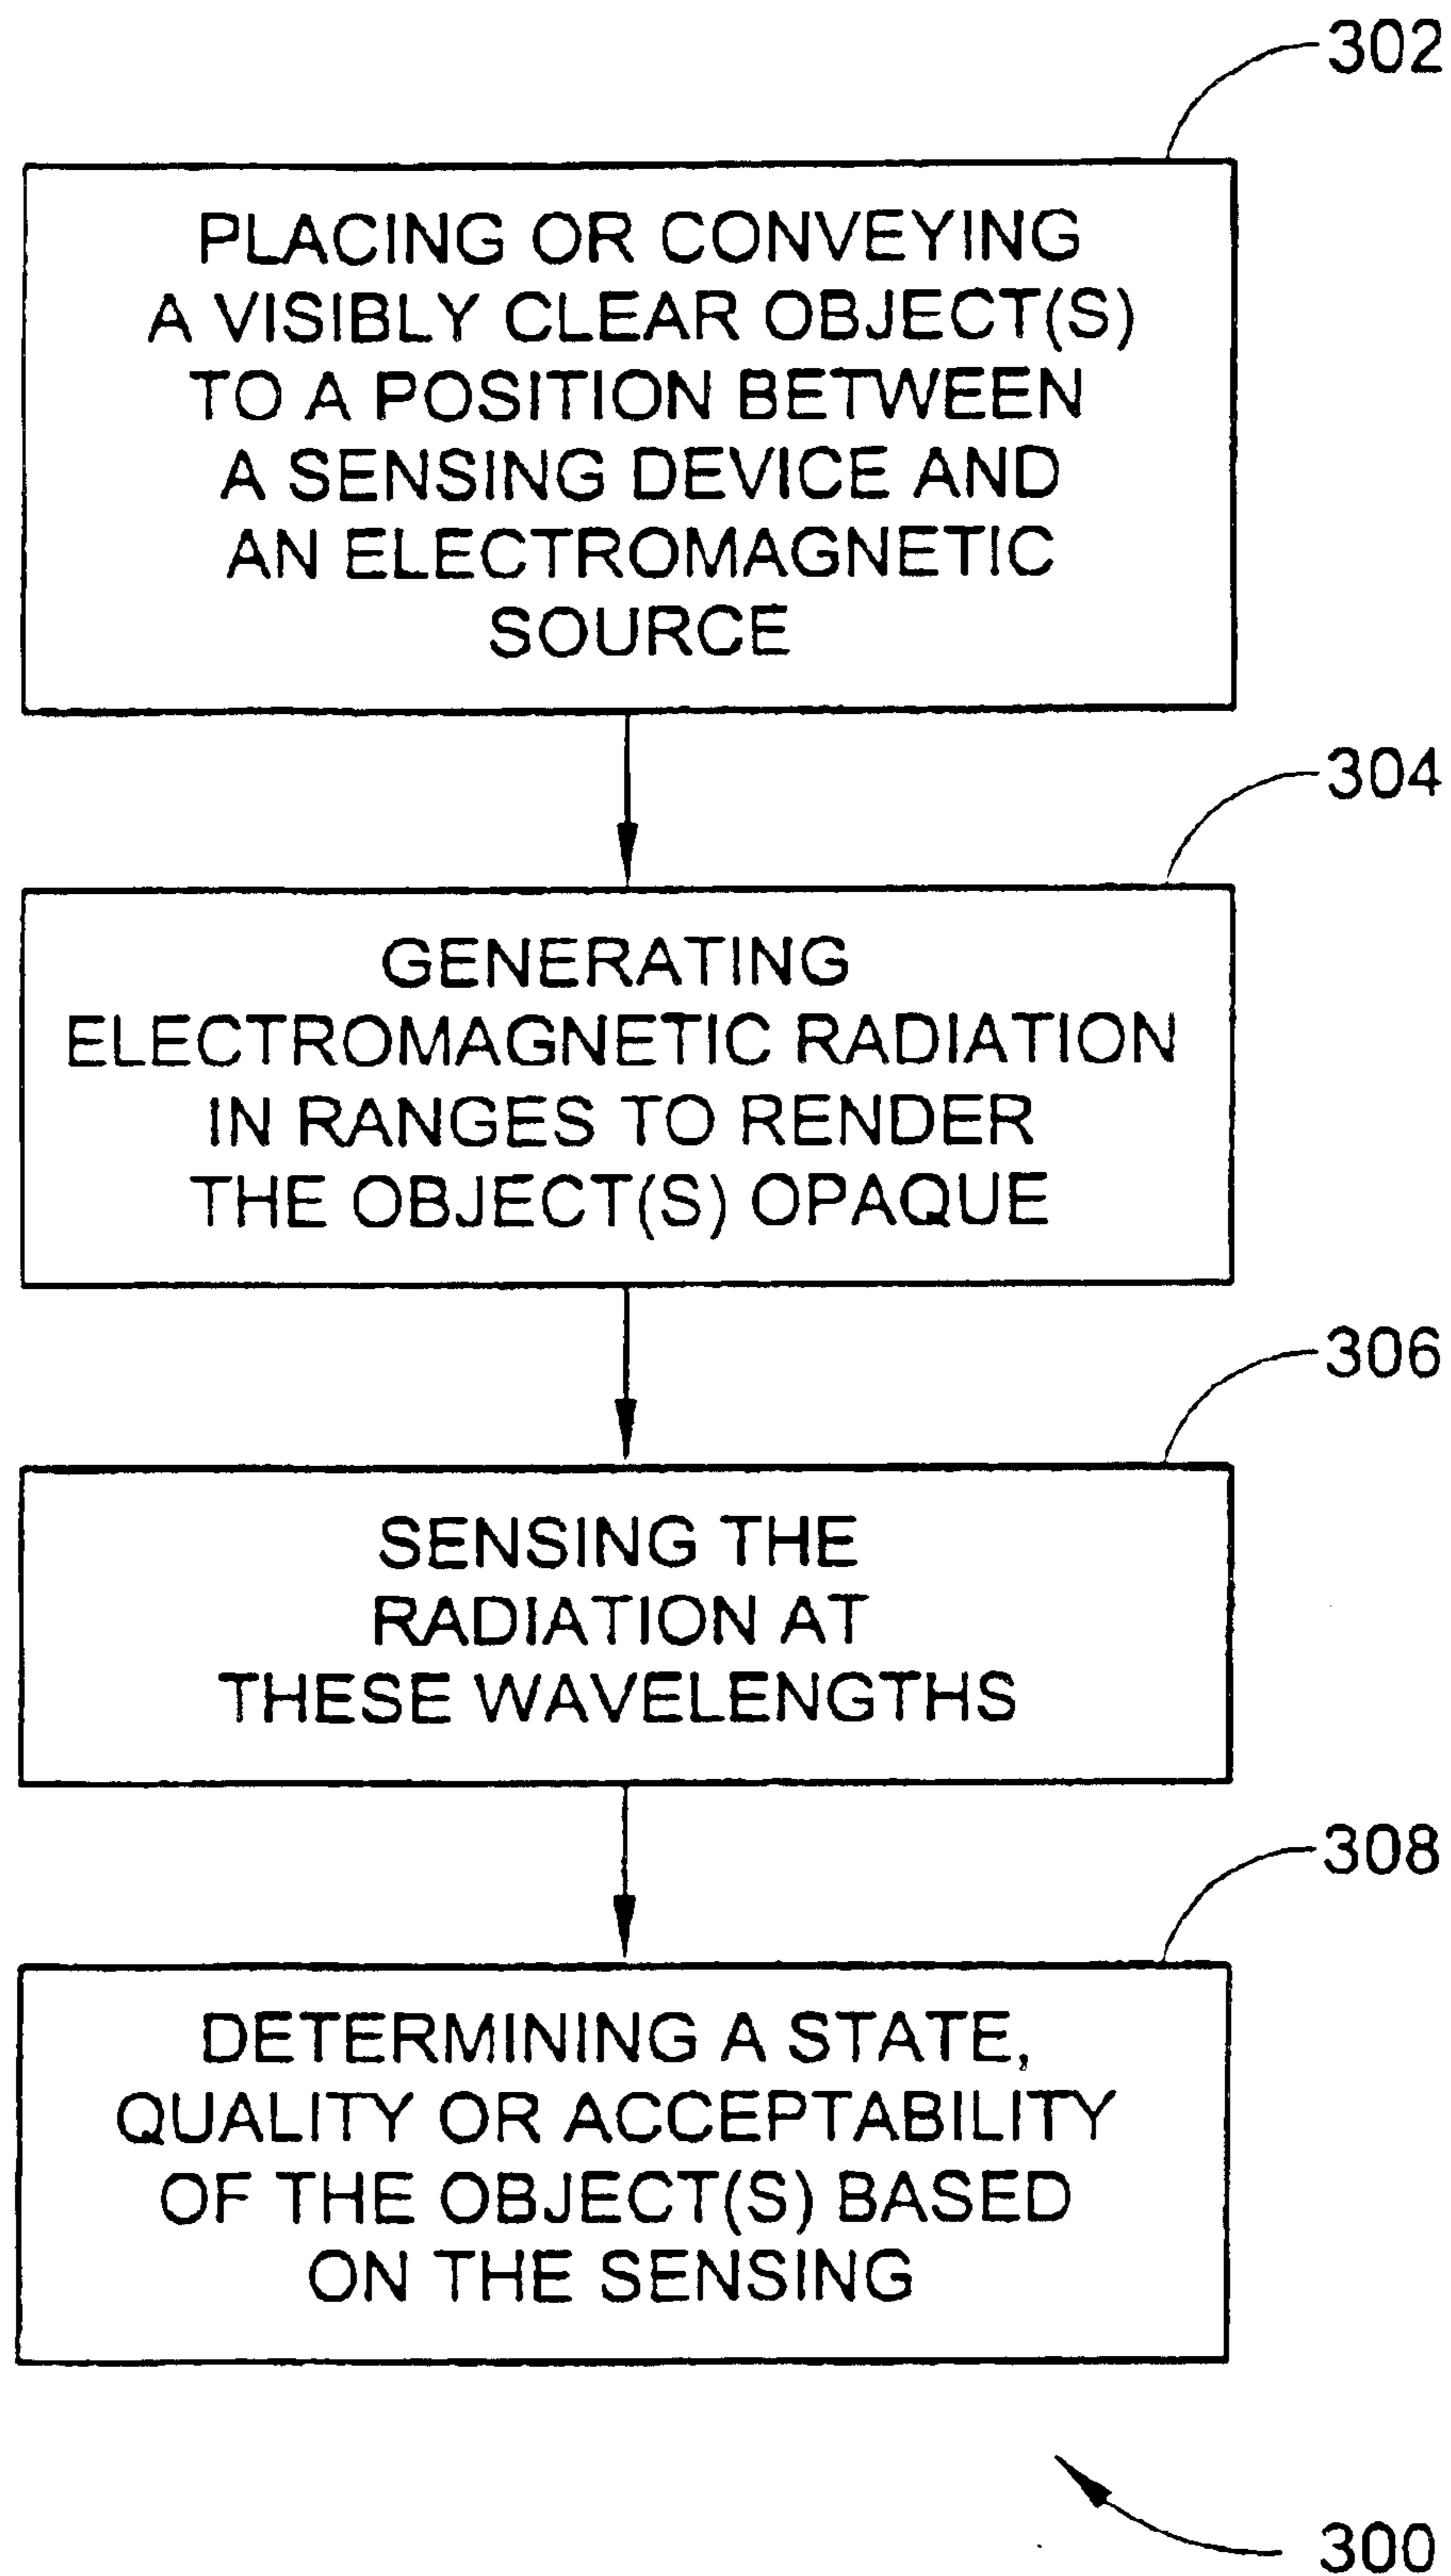 302
PLACING OR CONVEYING
A VISIBLY CLEAR OBJECT(S)
TO A POSITION BETWEEN
A SENSING DEVICE AND
AN ELECTROMAGNETIC
SOURCE
304
GENERATING
ELECTROMAGNETIC RADIATION
IN RANGES TO RENDER
THE OBJECT(S) OPAQUE
306
SENSING THE
RADIATION AT
THESE WAVELENGTHS
308
DETERMINING A STATE,
QUALITY OR ACCEPTABILITY
OF THE OBJECT(S) BASED
ON THE SENSING
300